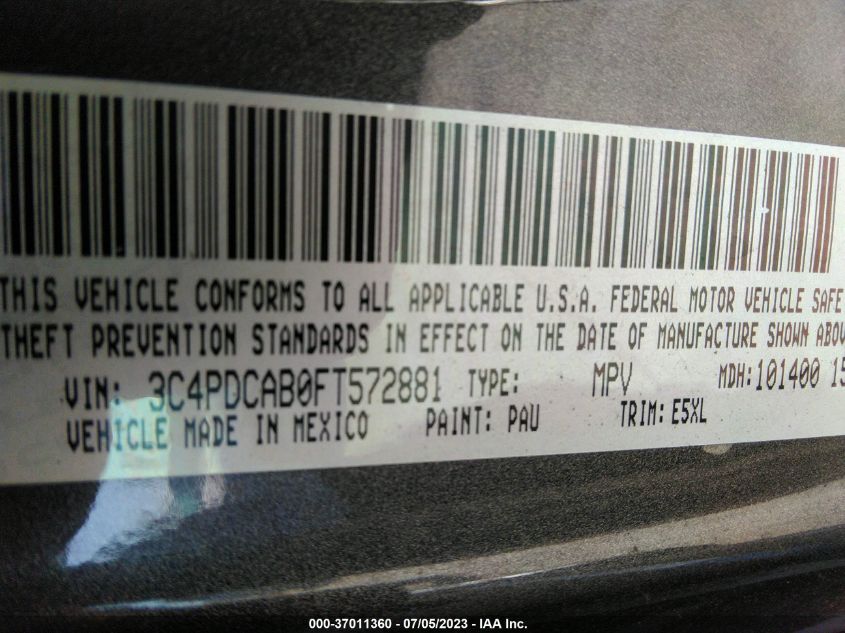 THIS VEHICLE CONFORMS TO ALL APPLICABLE U.S.A. FEDERAL MOTOR VEHICLE SAFE
THEFT PREVENTION STANDARDS IN EFFECT ON THE DATE OF MANUFACTURE SHOWN ABOV
VIN: 3C4PDCAB0FT572881 TYPE: MPV MDH:101400 15
VEHICLE MADE IN MEXICO PAINT: PAU TRIM: E5XL
000-37011360 - 07/05/2023 - IAA Inc.